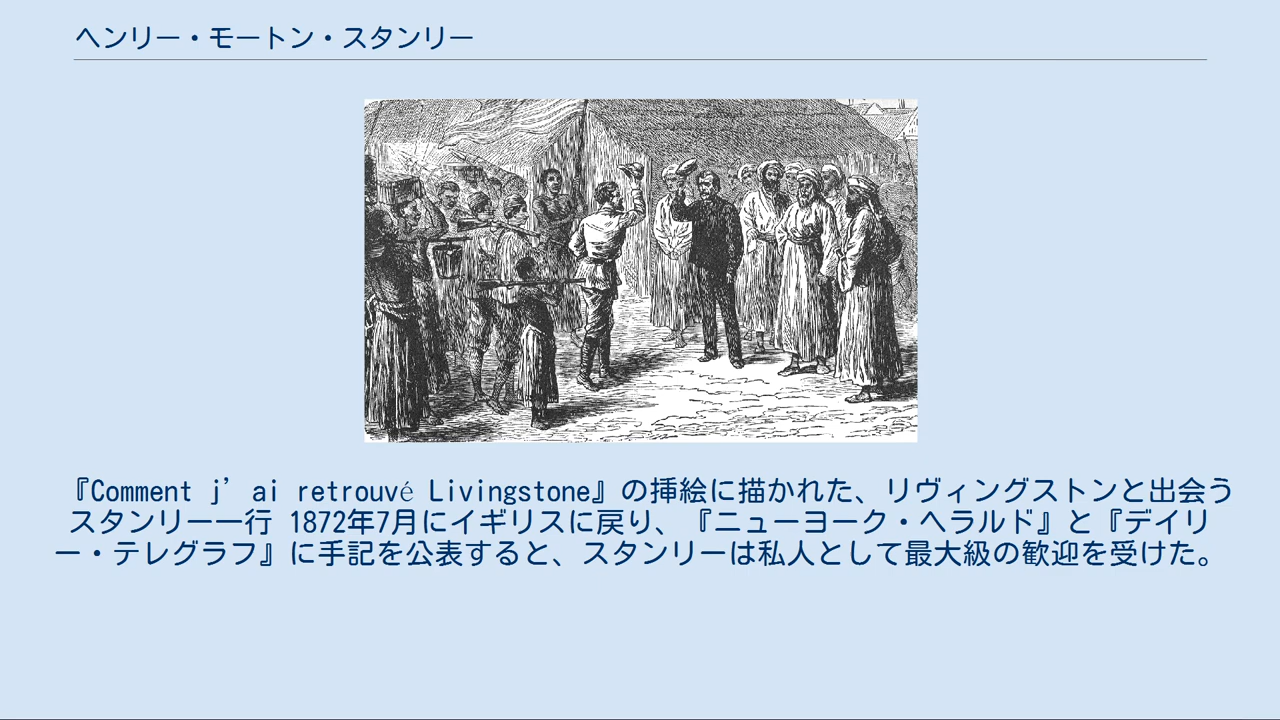 ヘンリー・モートン・スタンリー
『Comment j’ai retrouvé Livingstone』の挿絵に描かれた、リヴィングストンと出会う
スタンリー一行 1872年7月にイギリスに戻り、『ニューヨーク・ヘラルド』と『デイリ
ー・テレグラフ』に手記を公表すると、スタンリーは私人として最大級の歓迎を受けた。